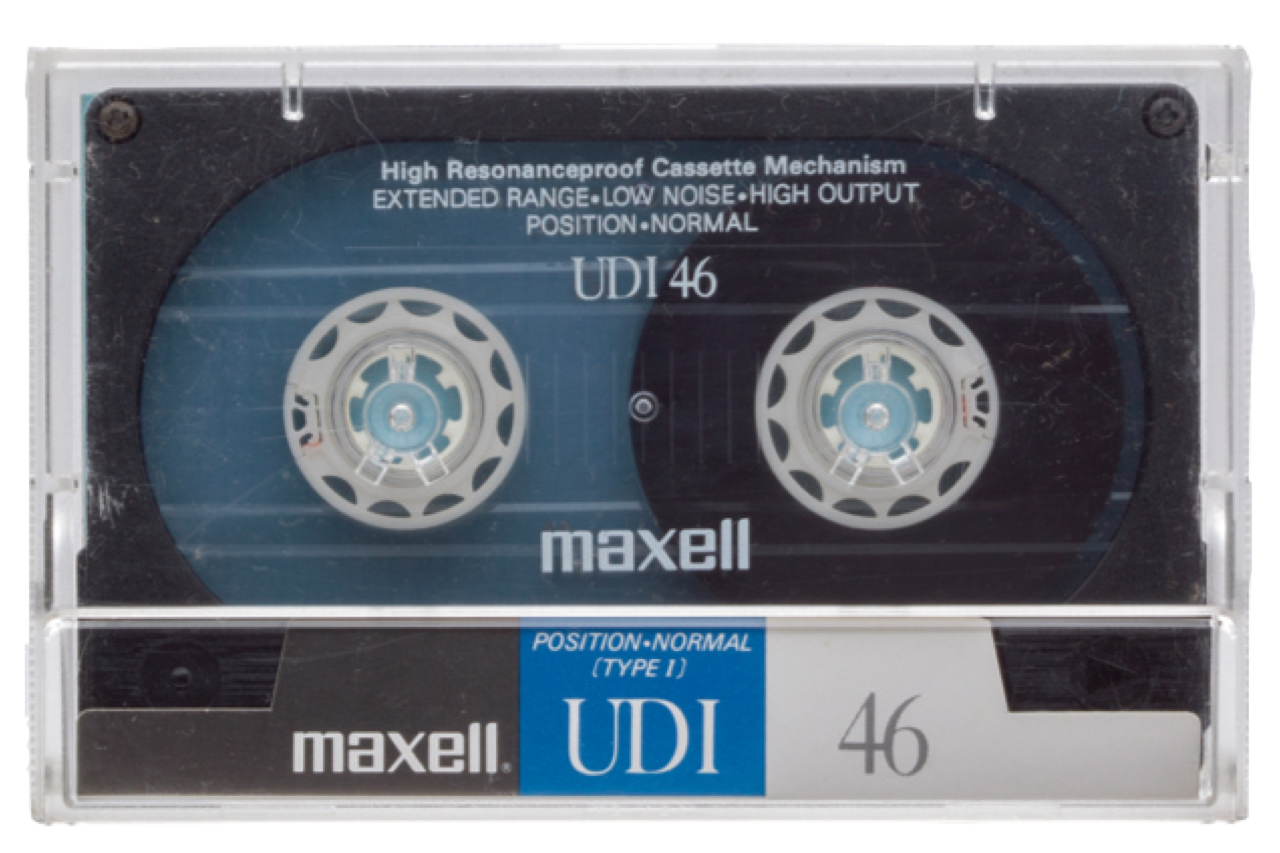 High Resonanceproof Cassette Mechanism
EXTENDED RANGE•LOW NOISE•HIGH OUTPUT
POSITION•NORMAL
UDI 46
maxell
POSITION•NORMAL
(TYPE I)
maxell® UDI 46